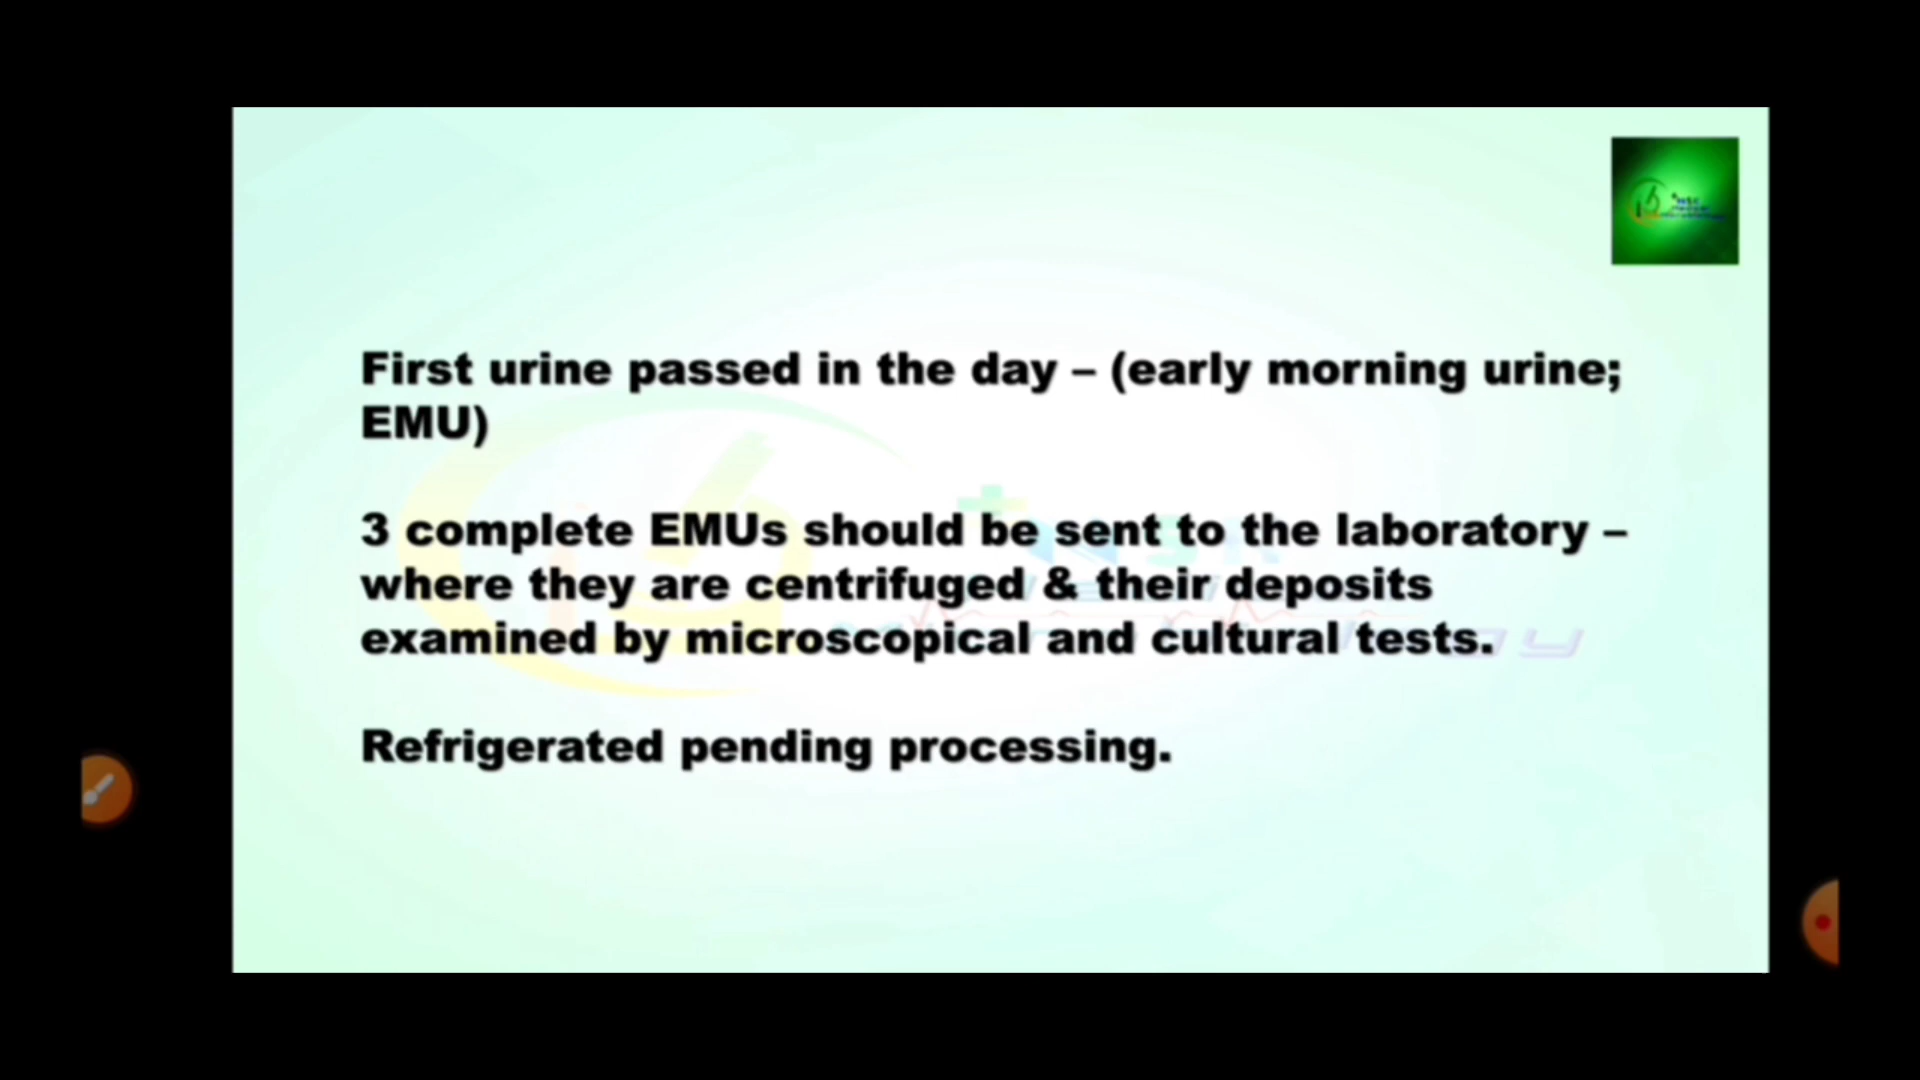 First urine passed in the day – (early morning urine;
EMU)
3 complete EMUs should be sent to the laboratory –
where they are centrifuged & their deposits
examined by microscopical and cultural tests.
Refrigerated pending processing.